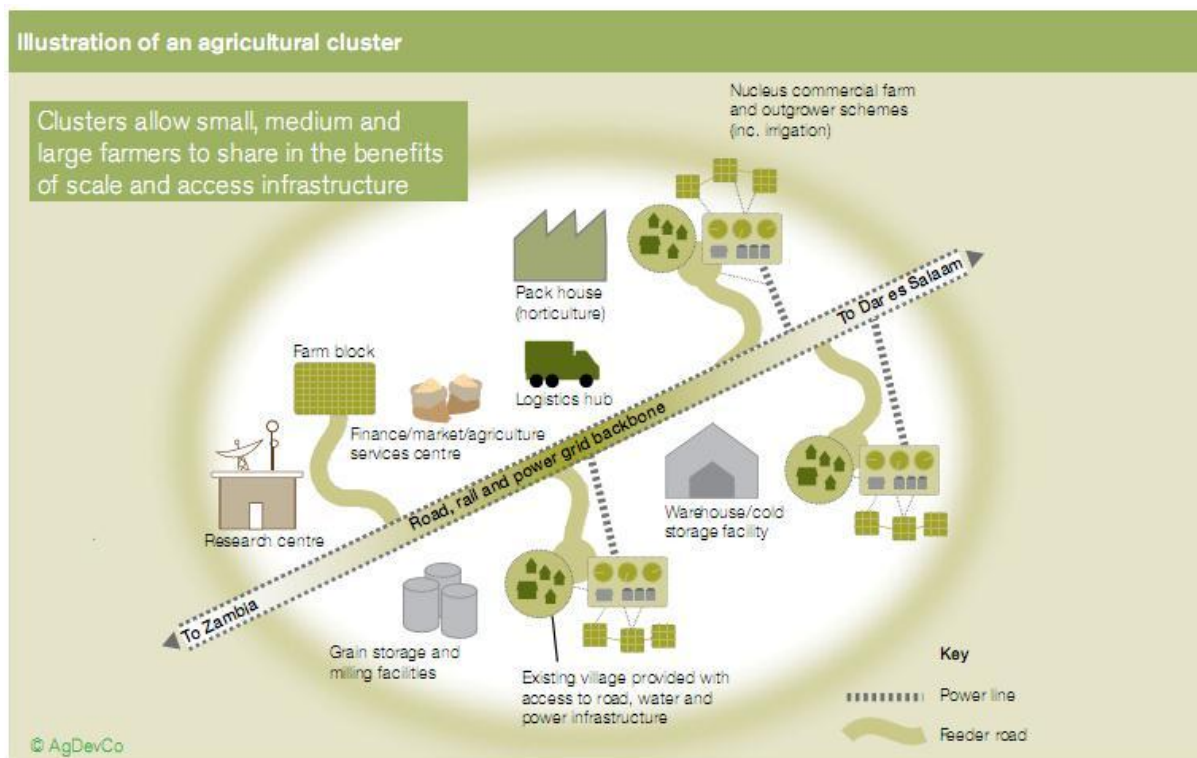 Illustration of an agricultural cluster
Clusters allow small, medium and
large farmers to share in the benefits
of scale and access infrastructure
Nucleus commercial farm
and outgrower schemes
(inc. irrigation)
Pack house
(horticulture)
To Dar es Salaam
Farm block
Logistics hub
Finance/market/agriculture
services centre
Road, rail and power grid backbone
Warehouse/cold
storage facility
Research centre
To Zambia
Grain storage and
milling facilities
Existing village provided with
access to road, water and
power infrastructure
Key
Power line
Feeder road
© AgDevCo